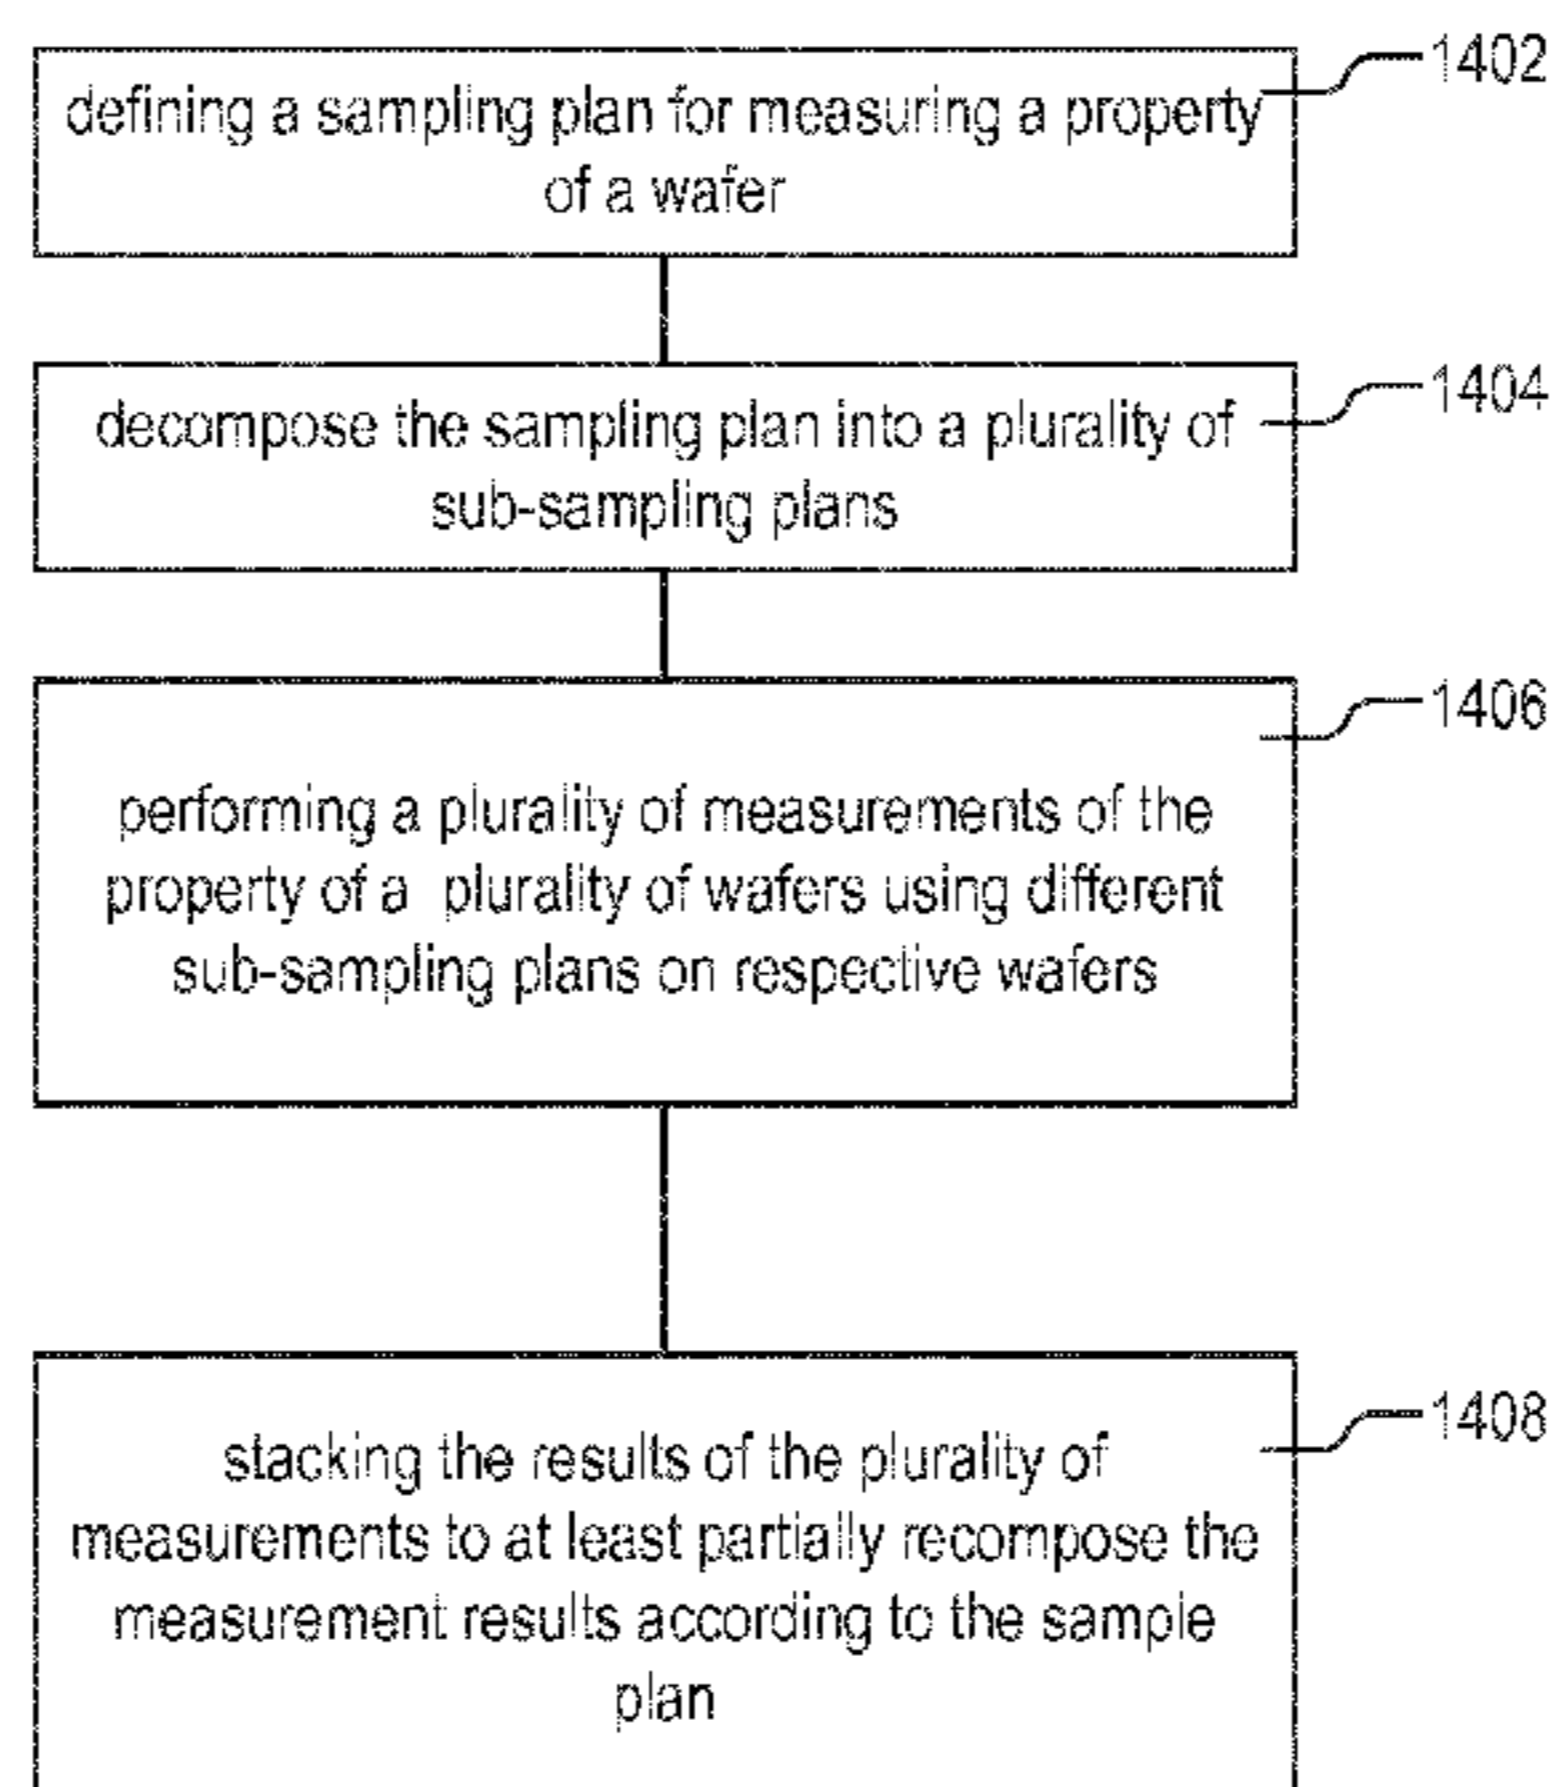 1402
defining a sampling plan for measuring a property
of a wafer
1404
decompose the sampling plan into a plurality of
sub-sampling plans
1406
performing a plurality of measurements of the
property of a plurality of wafers using different
sub-sampling plans on respective wafers
1408
stacking the results of the plurality of
measurements to at least partially recompose the
measurement results according to the sample
plan